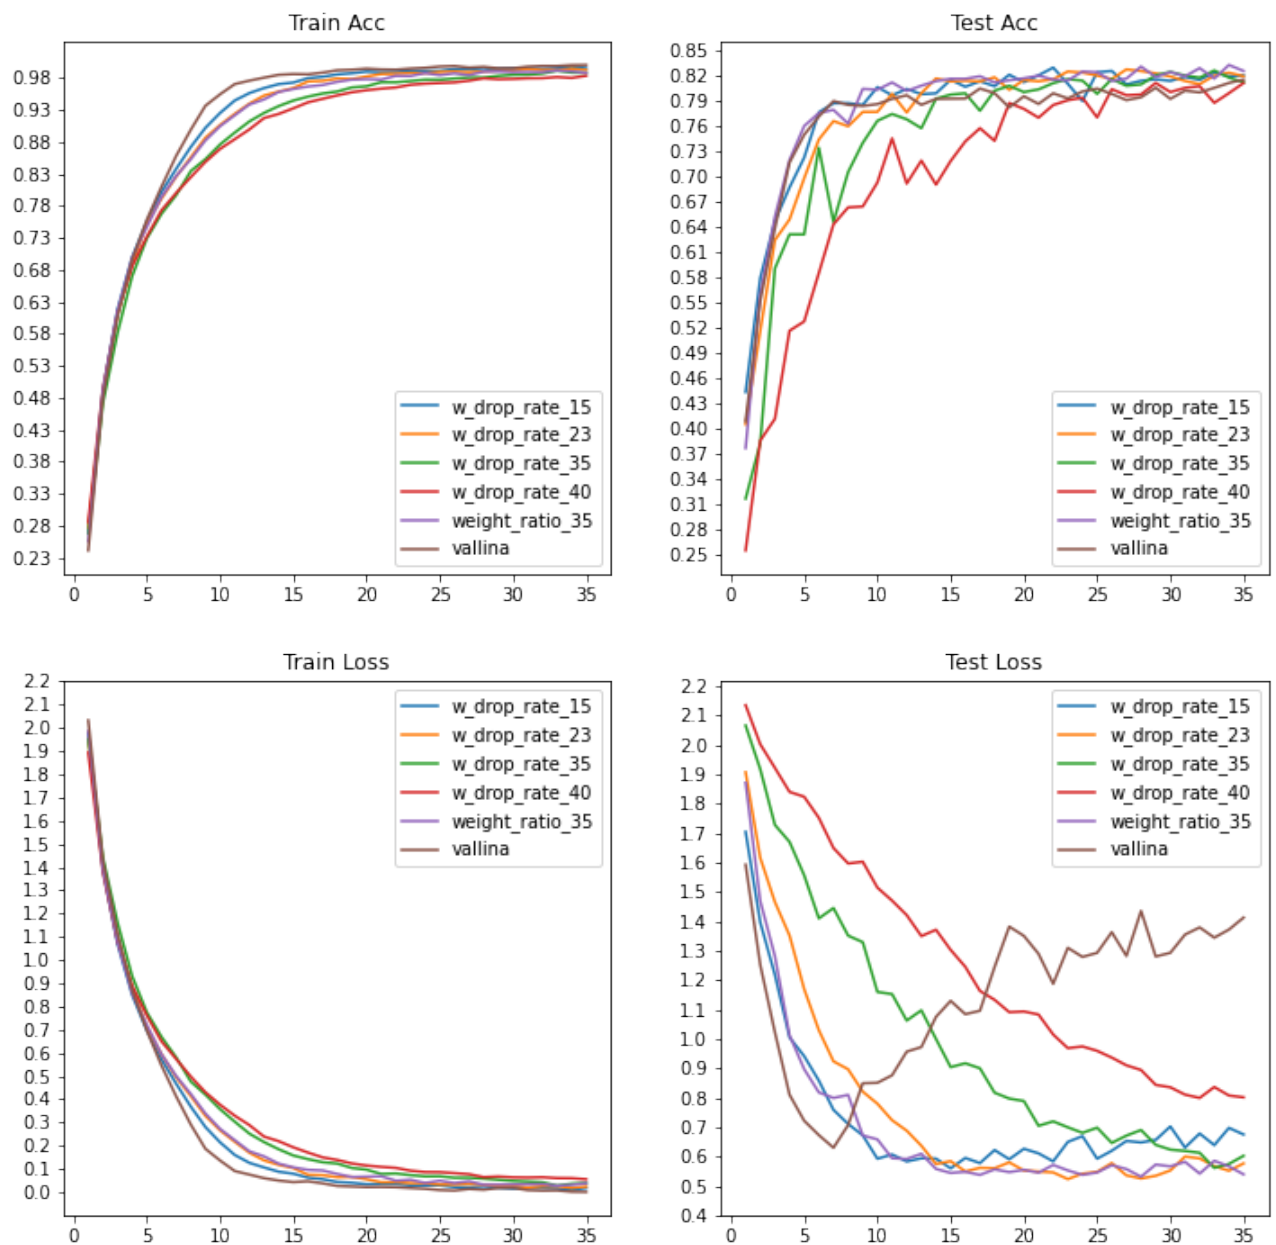 Train Acc
0.98
0.93
0.88
0.83
0.78
0.73
0.68
0.63
0.58
0.53
0.48
0.43
0.38
0.33
0.28
0.23
w_drop_rate_15
w_drop_rate_23
w_drop_rate_35
w_drop_rate_40
weight_ratio_35
vallina
0 5 10 15 20 25 30 35
Test Acc
0.85
0.82
0.79
0.76
0.73
0.70
0.67
0.64
0.61
0.58
0.55
0.52
0.49
0.46
0.43
0.40
0.37
0.34
0.31
0.28
0.25
w_drop_rate_15
w_drop_rate_23
w_drop_rate_35
w_drop_rate_40
weight_ratio_35
vallina
0 5 10 15 20 25 30 35
Train Loss
2.2
2.1
2.0
1.9
1.8
1.7
1.6
1.5
1.4
1.3
1.2
1.1
1.0
0.9
0.8
0.7
0.6
0.5
0.4
0.3
0.2
0.1
0.0
w_drop_rate_15
w_drop_rate_23
w_drop_rate_35
w_drop_rate_40
weight_ratio_35
vallina
0 5 10 15 20 25 30 35
Test Loss
2.2
2.1
2.0
1.9
1.8
1.7
1.6
1.5
1.4
1.3
1.2
1.1
1.0
0.9
0.8
0.7
0.6
0.5
0.4
w_drop_rate_15
w_drop_rate_23
w_drop_rate_35
w_drop_rate_40
weight_ratio_35
vallina
0 5 10 15 20 25 30 35